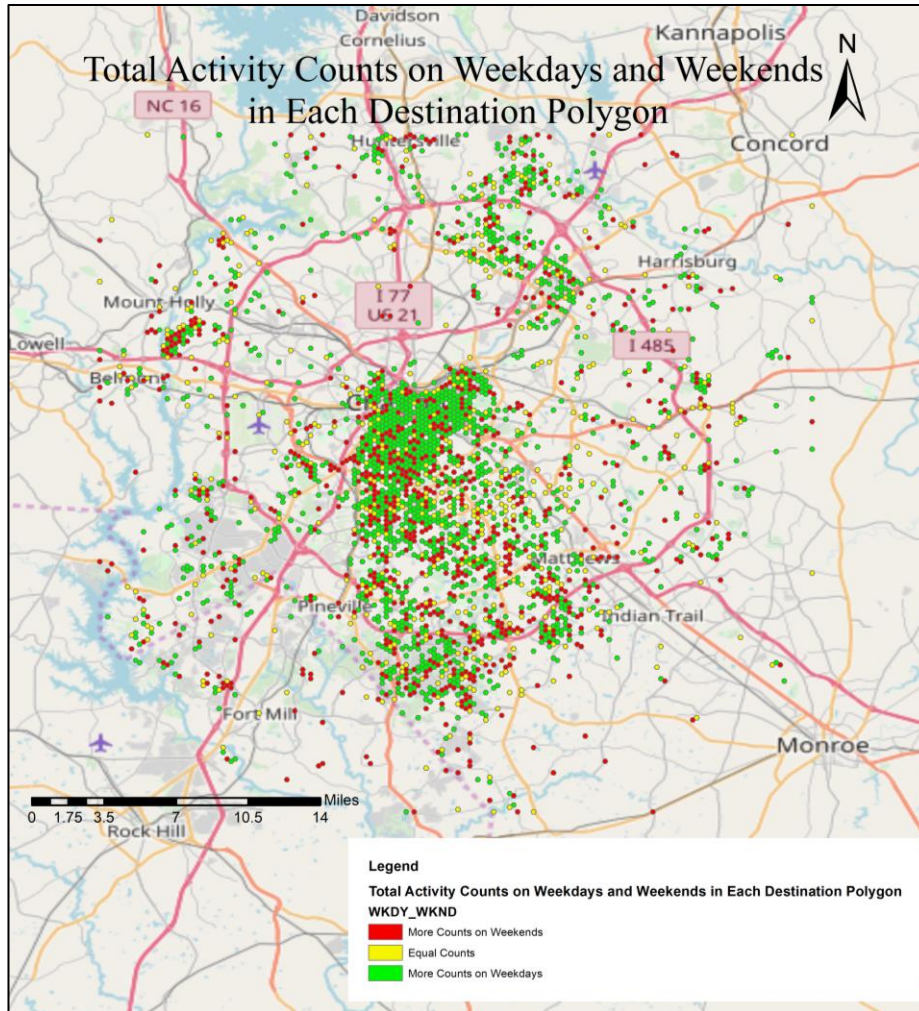 Davidson
Cornelius
Kannapolis
Total Activity Counts on Weekdays and Weekends
in Each Destination Polygon
N
NC 16
Huntersville
Concord
Harrisburg
Mount Holly
I 77
US 21
I 485
Lowell
Belmont
Matthews
Pineville
Indian Trail
Fort Mill
Monroe
Miles
0 1.75 3.5 7 10.5 14
Rock Hill
Legend
Total Activity Counts on Weekdays and Weekends in Each Destination Polygon
WKDY_WKND
More Counts on Weekends
Equal Counts
More Counts on Weekdays